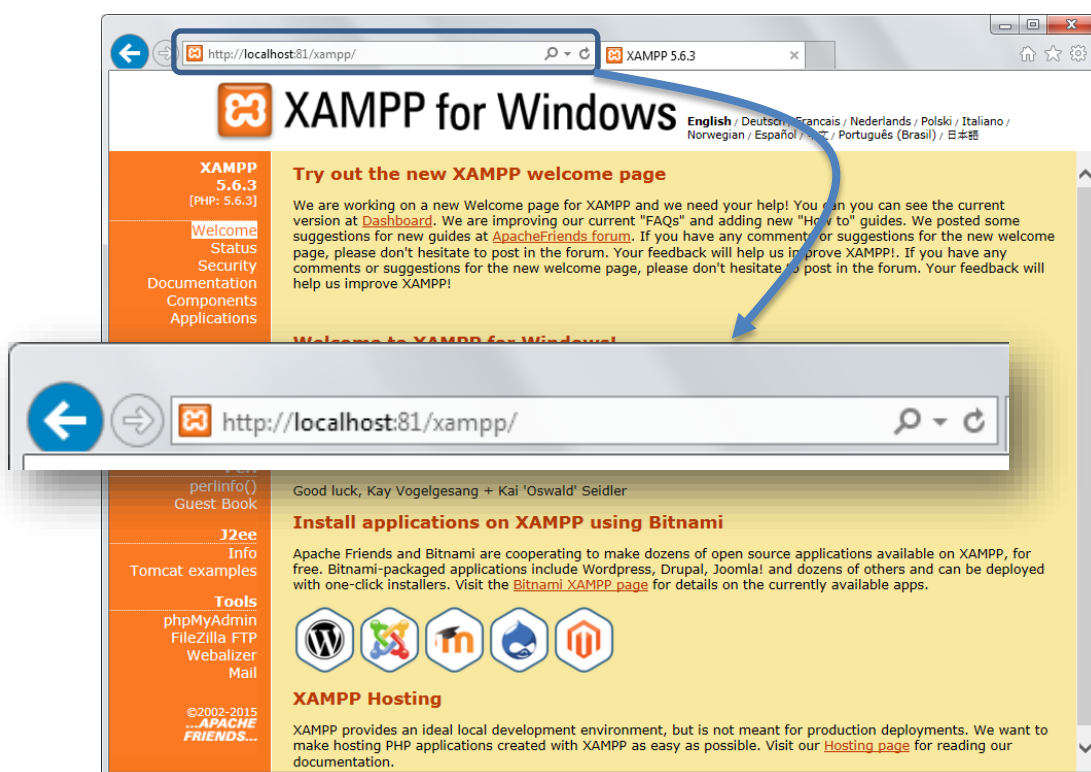 http://localhost:81/xampp/
XAMPP 5.6.3
XAMPP for Windows
English / Deutsch / Francais / Nederlands / Polski / Italiano /
Norwegian / Español / 中文 / Português (Brasil) / 日本語
XAMPP
5.6.3
[PHP: 5.6.3]
Welcome
Status
Security
Documentation
Components
Applications
Try out the new XAMPP welcome page
We are working on a new Welcome page for XAMPP and we need your help! You can you can see the current
version at Dashboard. We are improving our current "FAQs" and adding new "How to" guides. We posted some
suggestions for new guides at ApacheFriends forum. If you have any comments or suggestions for the new welcome
page, please don't hesitate to post in the forum. Your feedback will help us improve XAMPP!. If you have any
comments or suggestions for the new welcome page, please don't hesitate to post in the forum. Your feedback will
help us improve XAMPP!
Welcome to XAMPP for Windows!
http://localhost:81/xampp/
Perl
perlinfo()
Guest Book
J2ee
Info
Tomcat examples
Tools
phpMyAdmin
FileZilla FTP
Webalizer
Mail
©2002-2015
...APACHE
FRIENDS...
Good luck, Kay Vogelgesang + Kai 'Oswald' Seidler
Install applications on XAMPP using Bitnami
Apache Friends and Bitnami are cooperating to make dozens of open source applications available on XAMPP, for
free. Bitnami-packaged applications include Wordpress, Drupal, Joomla! and dozens of others and can be deployed
with one-click installers. Visit the Bitnami XAMPP page for details on the currently available apps.
XAMPP Hosting
XAMPP provides an ideal local development environment, but is not meant for production deployments. We want to
make hosting PHP applications created with XAMPP as easy as possible. Visit our Hosting page for reading our
documentation.